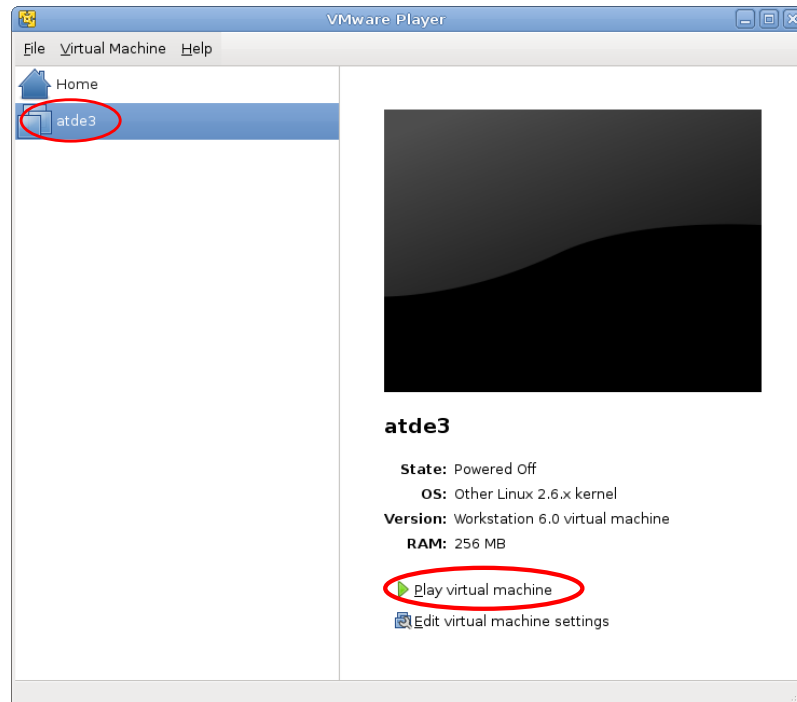 VMware Player
File Virtual Machine Help
Home
atde3
atde3
State: Powered Off
OS: Other Linux 2.6.x kernel
Version: Workstation 6.0 virtual machine
RAM: 256 MB
Play virtual machine
Edit virtual machine settings